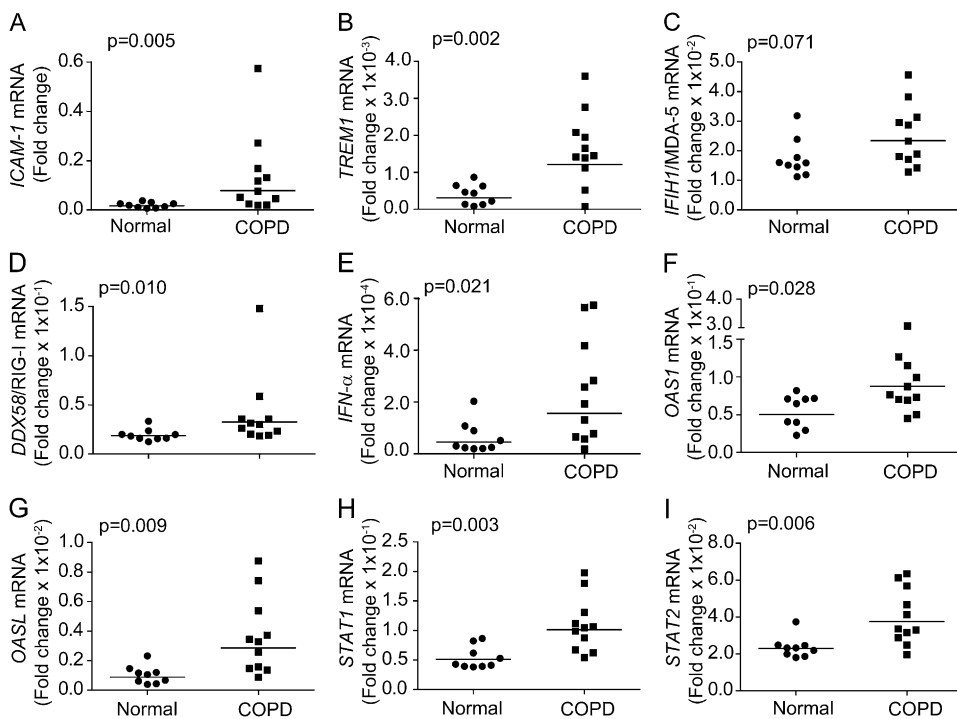 A
p=0.005
ICAM-1 mRNA
(Fold change)
0.6
0.4
0.2
0.0
Normal
COPD
B
p=0.002
TREM1 mRNA
(Fold change x 1x10⁻³)
4.0
3.0
2.0
1.0
0.0
Normal
COPD
C
p=0.071
IFIH1/MDA-5 mRNA
(Fold change x 1x10⁻²)
5.0
4.0
3.0
2.0
1.0
0.0
Normal
COPD
D
p=0.010
DDX58/RIG-I mRNA
(Fold change x 1x10⁻¹)
1.5
1.0
0.5
0.0
E
p=0.021
IFN-α mRNA
(Fold change x 1x10⁻⁴)
6.0
4.0
2.0
0.0
Normal
COPD
F
p=0.028
OAS1 mRNA
(Fold change x 1x10⁻¹)
4.0
3.0
1.5
1.0
0.5
0.0
Normal
COPD
G
p=0.009
OASL mRNA
(Fold change x 1x10⁻²)
1.0
0.8
0.6
0.4
0.2
0.0
Normal
COPD
H
p=0.003
STAT1 mRNA
(Fold change x 1x10⁻¹)
2.5
2.0
1.5
1.0
0.5
0.0
Normal
COPD
I
p=0.006
STAT2 mRNA
(Fold change x 1x10⁻²)
8.0
6.0
4.0
2.0
0.0
Normal
COPD